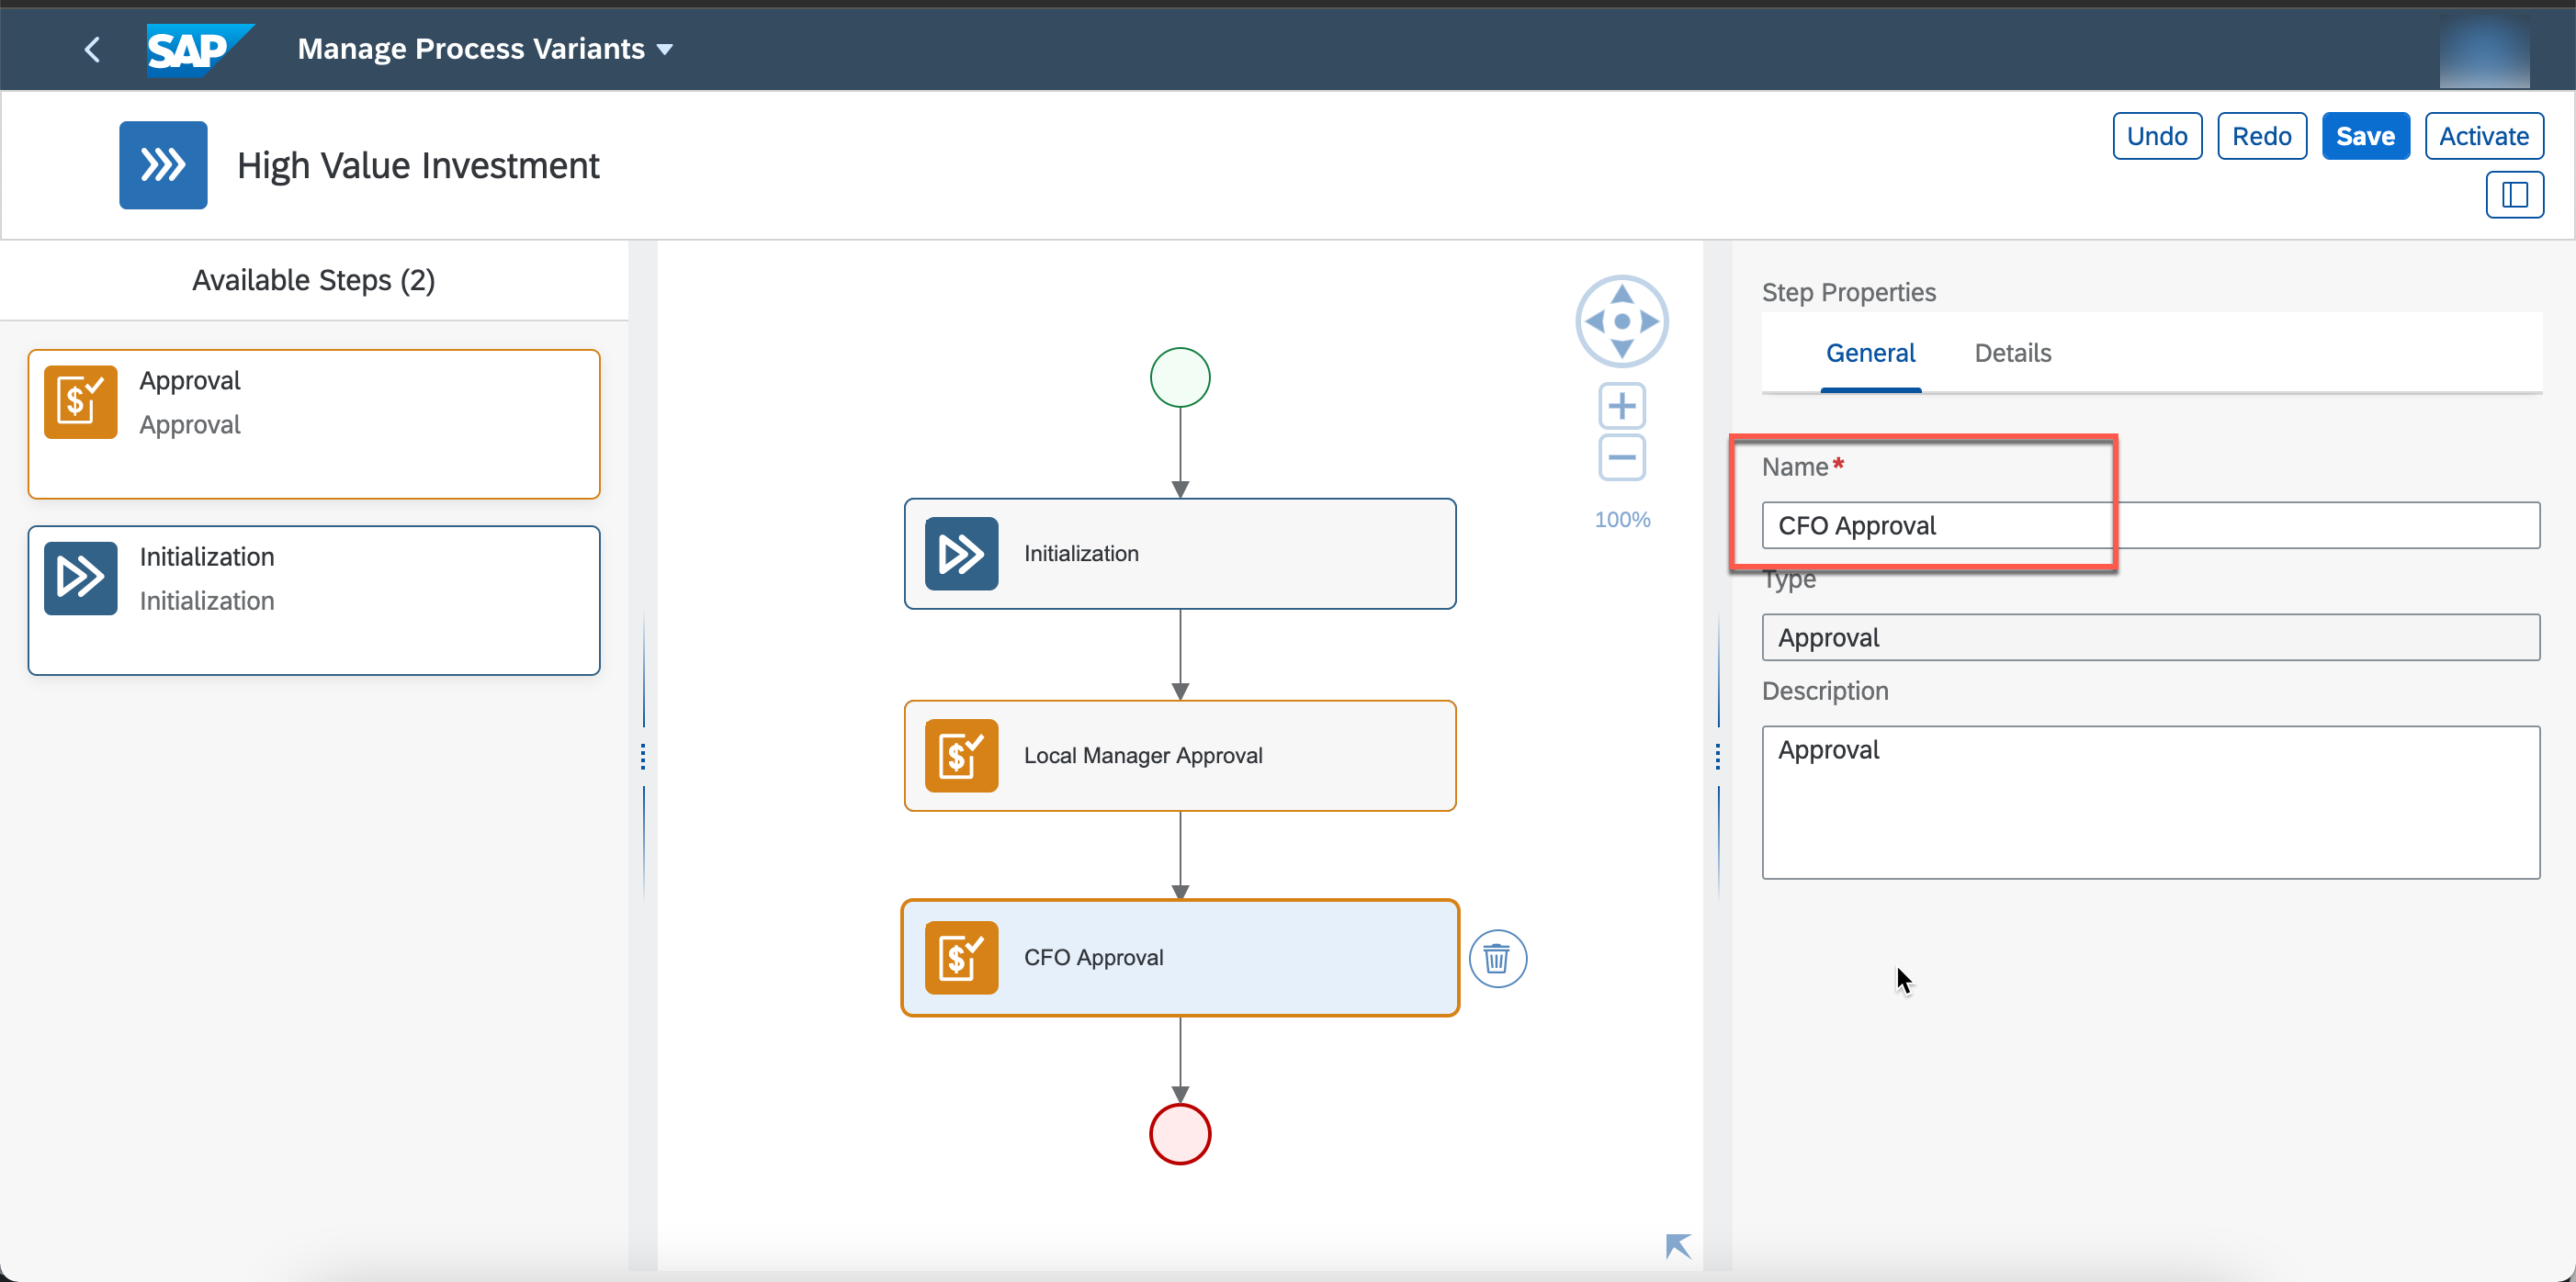 SAP Manage Process Variants
High Value Investment
Undo Redo Save Activate
Available Steps (2)
Approval
Approval
Initialization
Initialization
Initialization
Local Manager Approval
CFO Approval
100%
Step Properties
General Details
Name*
CFO Approval
Type
Approval
Description
Approval